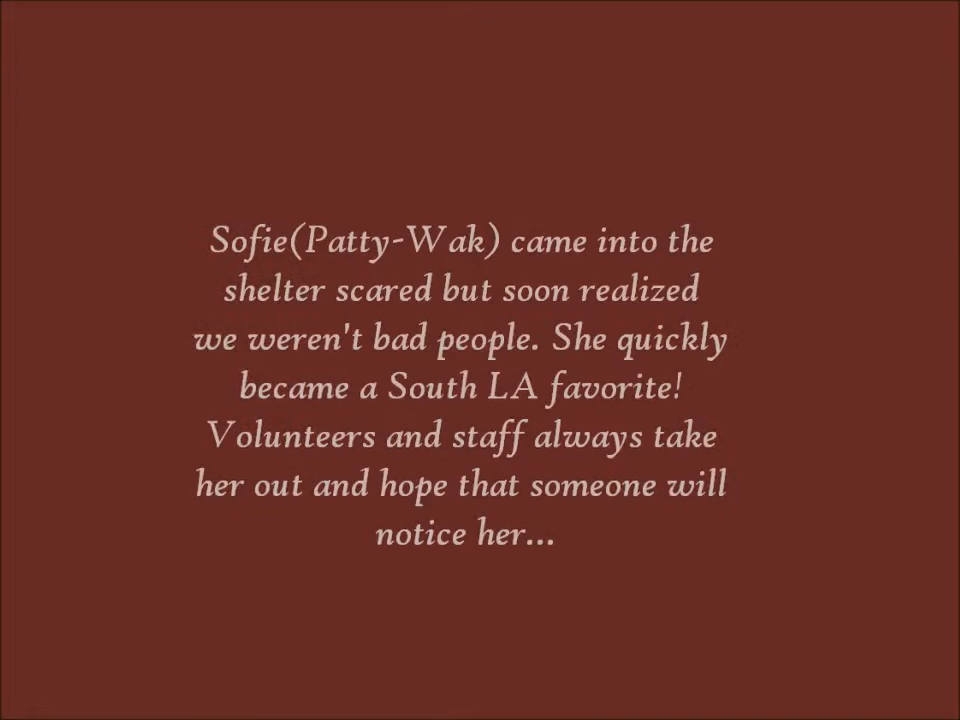 Sofie(Patty-Wak) came into the
shelter scared but soon realized
we weren't bad people. She quickly
became a South LA favorite!
Volunteers and staff always take
her out and hope that someone will
notice her...